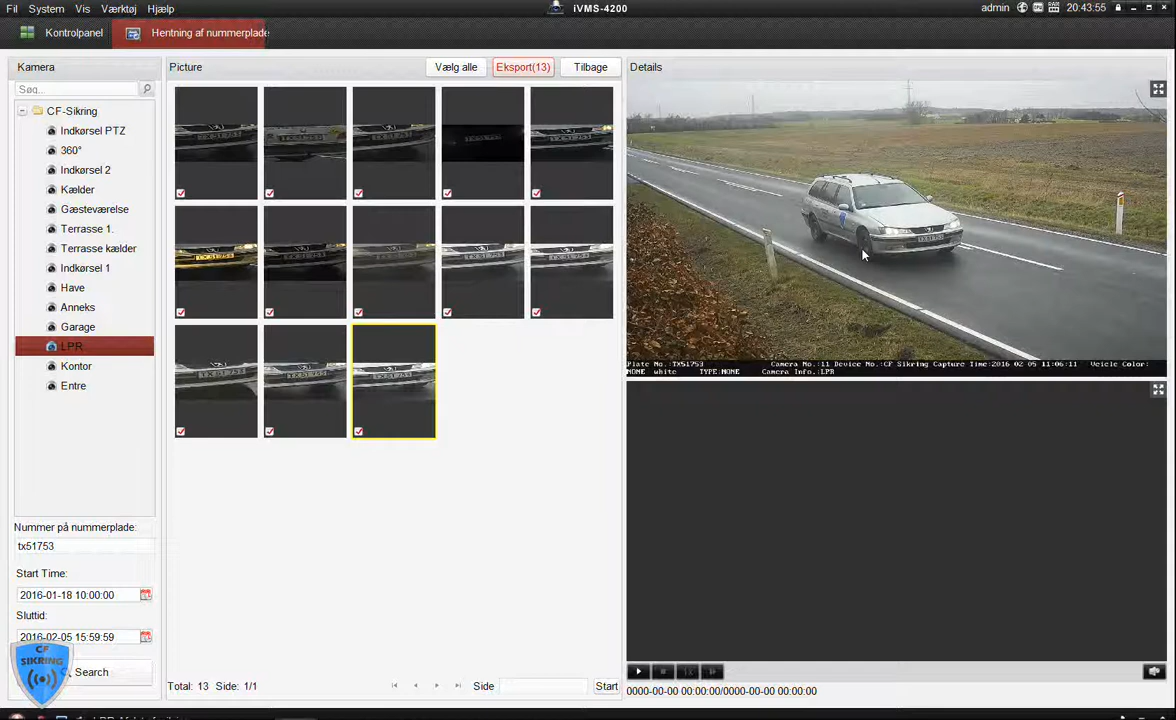 Fil System Vis Værktøj Hjælp
iVMS-4200
admin 20:43:55
Kontrolpanel
Hentning af nummerplade
Kamera
Søg...
CF-Sikring
Indkørsel PTZ
360°
Indkørsel 2
Kælder
Gæsteværelse
Terrasse 1.
Terrasse kælder
Indkørsel 1
Have
Anneks
Garage
LPR
Kontor
Entre
Nummer på nummerplade:
tx51753
Start Time:
2016-01-18 10:00:00
Sluttid:
2016-02-05 15:59:59
Search
CF
SIKRING
Picture
Vælg alle
Eksport(13)
Tilbage
Total: 13 Side: 1/1
Side
Start
Details
Plate No.:TX51753 Camera No.:11 Device No.:CF Sikring Capture Time:2016 02 05 11:06:11 Veicle Color:
NONE white TYPE:NONE Camera Info.:LPR
0000-00-00 00:00:00/0000-00-00 00:00:00